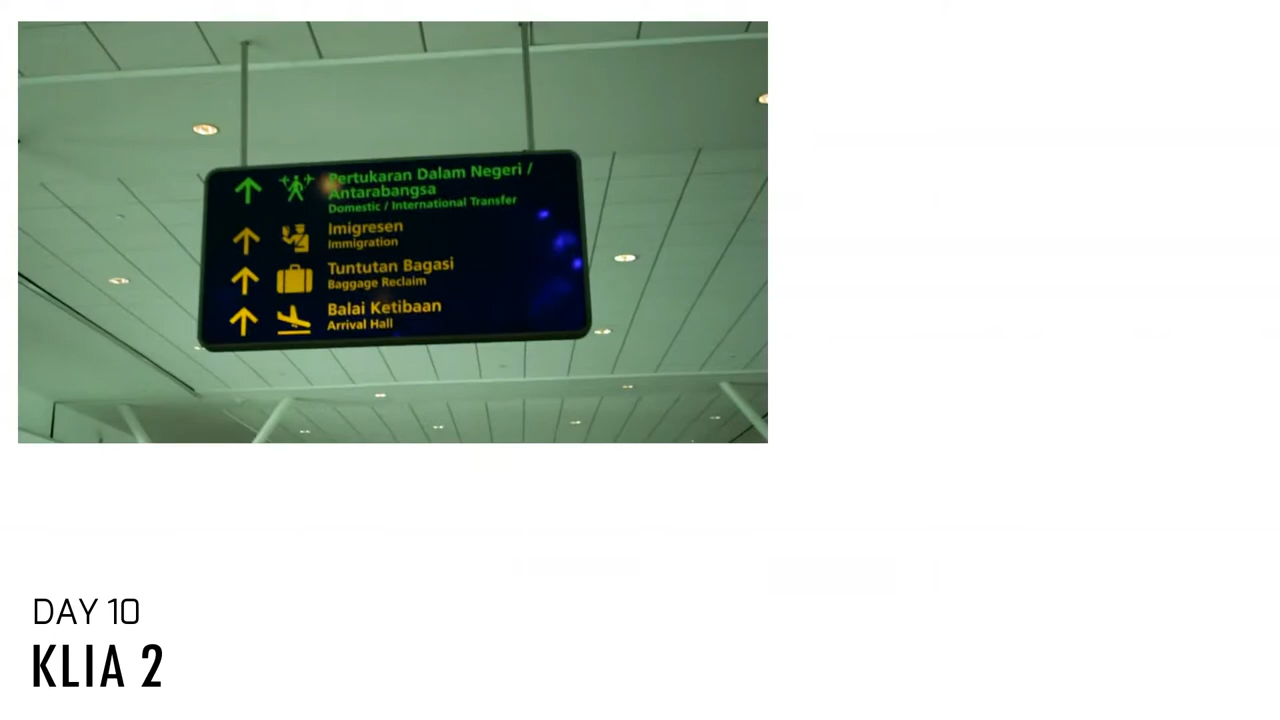 Pertukaran Dalam Negeri /
Antarabangsa
Domestic / International Transfer
Imigresen
Immigration
Tuntutan Bagasi
Baggage Reclaim
Balai Ketibaan
Arrival Hall
DAY 10
KLIA 2